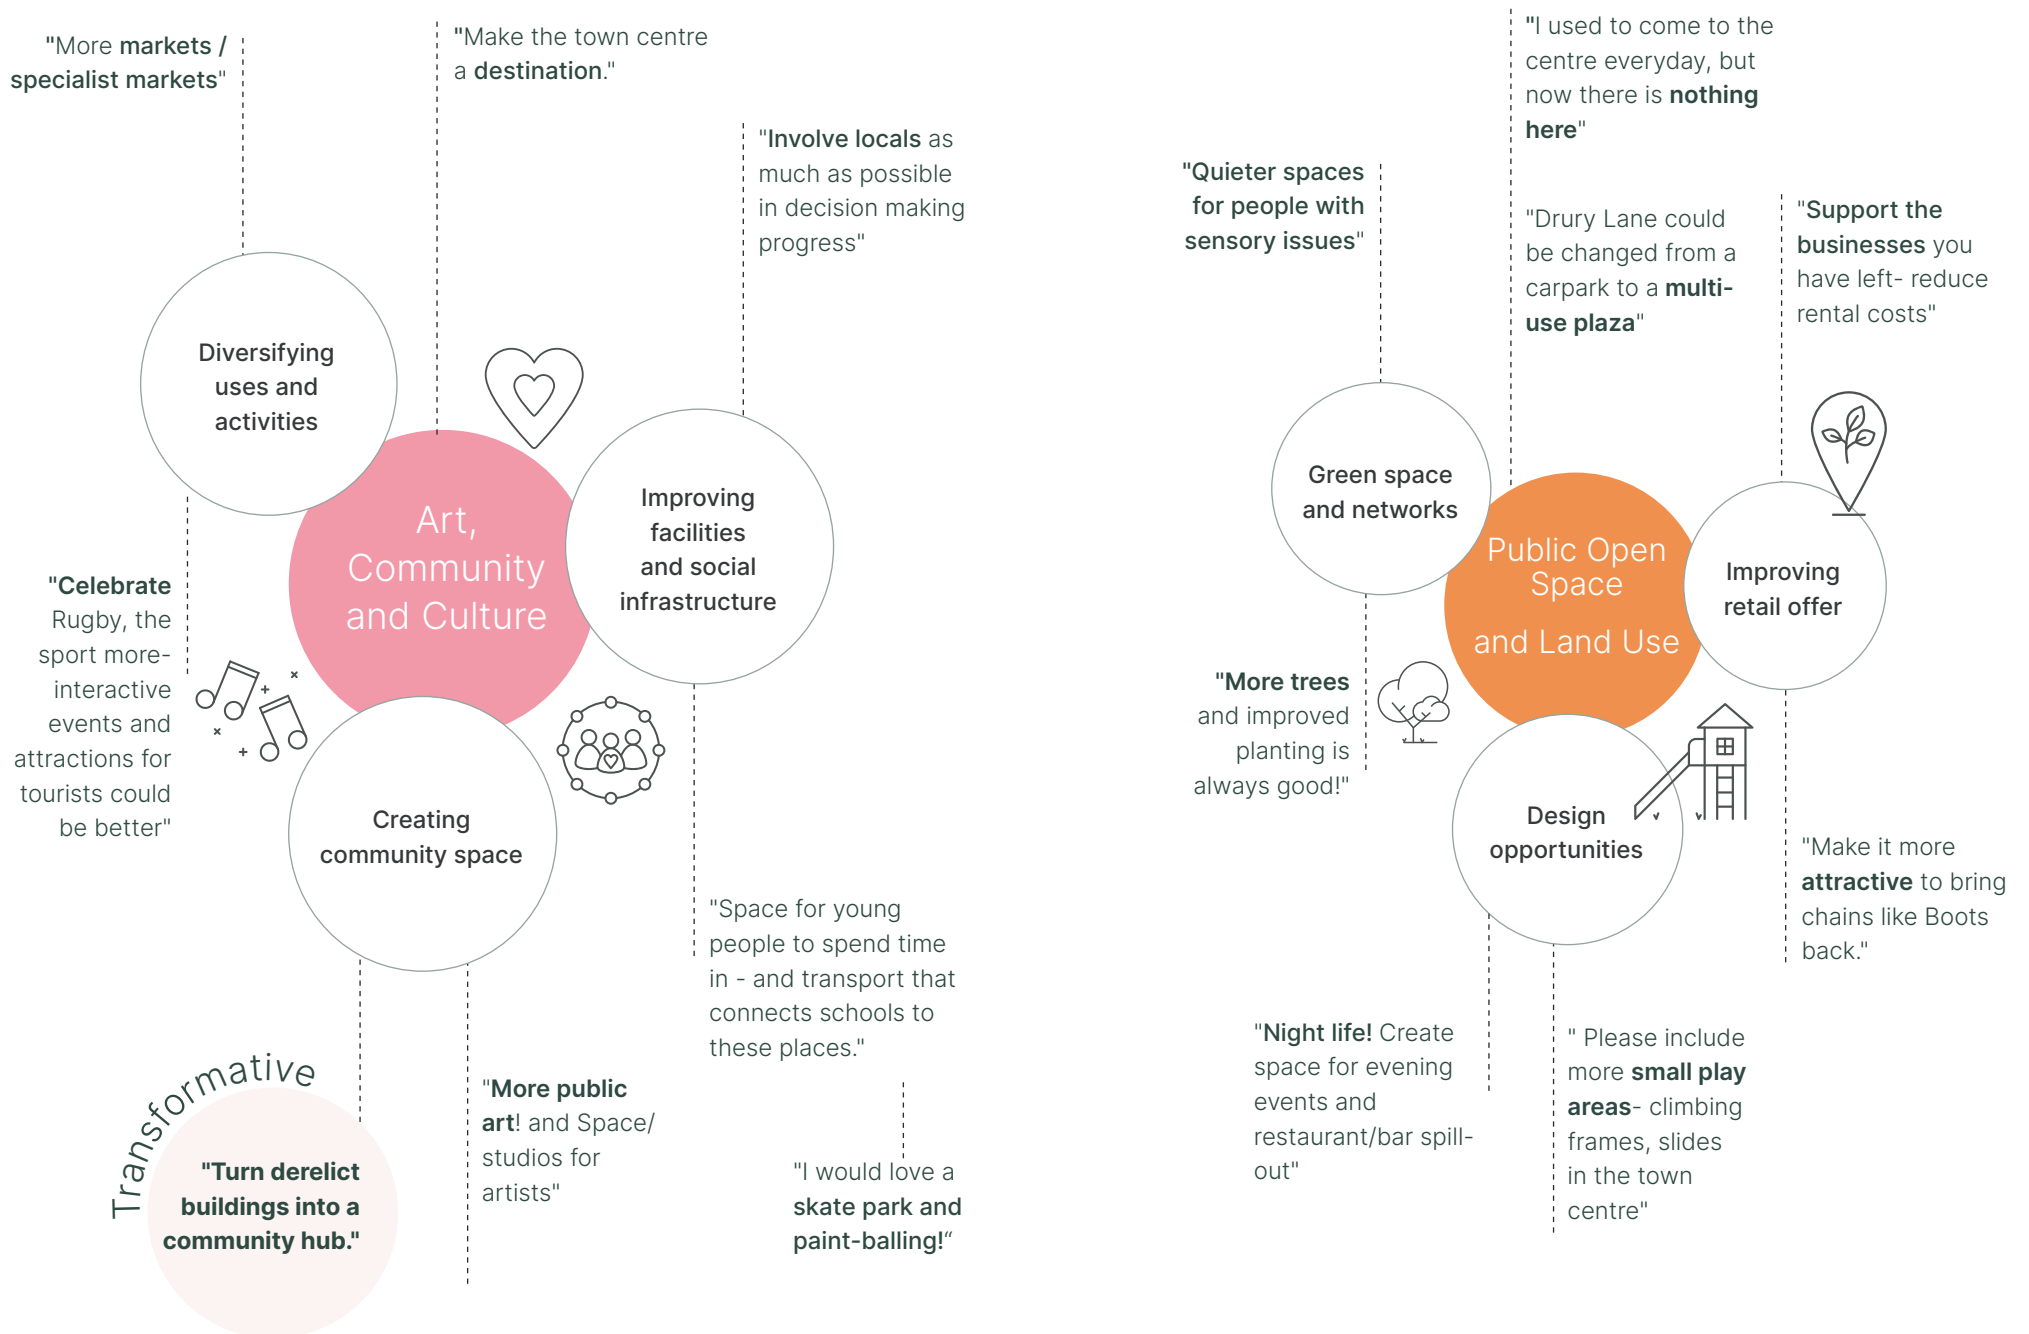 "More markets /
specialist markets"
"Make the town centre
a destination."
"Involve locals as
much as possible
in decision making
progress"
Diversifying
uses and
activities
Art,
Community
and Culture
Improving
facilities
and social
infrastructure
"Celebrate
Rugby, the
sport more-
interactive
events and
attractions for
tourists could
be better"
Creating
community space
"Space for young
people to spend time
in - and transport that
connects schools to
these places."
Transformative
"Turn derelict
buildings into a
community hub."
"More public
art! and Space/
studios for
artists"
"I would love a
skate park and
paint-balling!“
"I used to come to the
centre everyday, but
now there is nothing
here"
"Quieter spaces
for people with
sensory issues"
"Drury Lane could
be changed from a
carpark to a multi-
use plaza"
"Support the
businesses you
have left- reduce
rental costs"
Green space
and networks
Public Open
Space
and Land Use
Improving
retail offer
"More trees
and improved
planting is
always good!"
Design
opportunities
"Make it more
attractive to bring
chains like Boots
back."
"Night life! Create
space for evening
events and
restaurant/bar spill-
out"
" Please include
more small play
areas- climbing
frames, slides
in the town
centre"